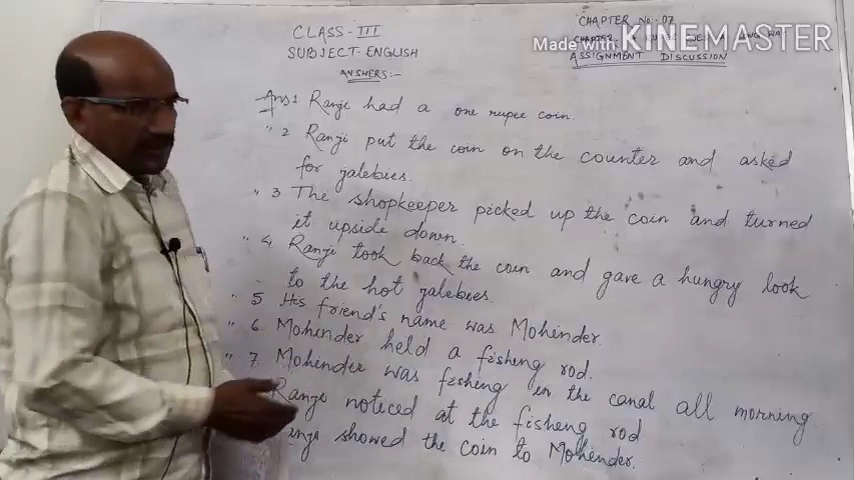 CLASS-III
SUBJECT-ENGLISH
CHAPTER No:07
ASSIGNMENT DISCUSSION
Made with KINEMASTER
ANSWERS:-
Ans 1 Ranji had a one rupee coin.
" 2 Ranji put the coin on the counter and asked
for jalebies.
" 3 The shopkeeper picked up the coin and turned
it upside down.
" 4. Ranji took back the coin and gave a hungry look
to the hot jalebies.
" 5 His friend's name was Mohinder.
" 6. Mohinder held a fishing rod.
" 7. Mohinder was fishing in the canal all morning
Ranji noticed at the fishing rod
showed the coin to Mohinder.